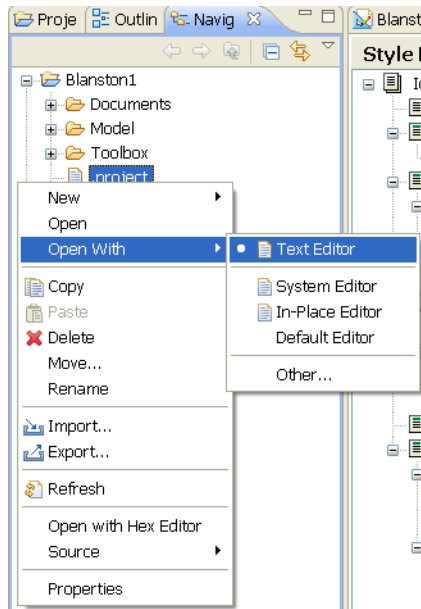 Proje Outlin Navig Blanst
Style
Blanston1
Documents
Model
Toolbox
.project
New
Open
Open With
Text Editor
System Editor
In-Place Editor
Default Editor
Other...
Copy
Paste
Delete
Move...
Rename
Import...
Export...
Refresh
Open with Hex Editor
Source
Properties